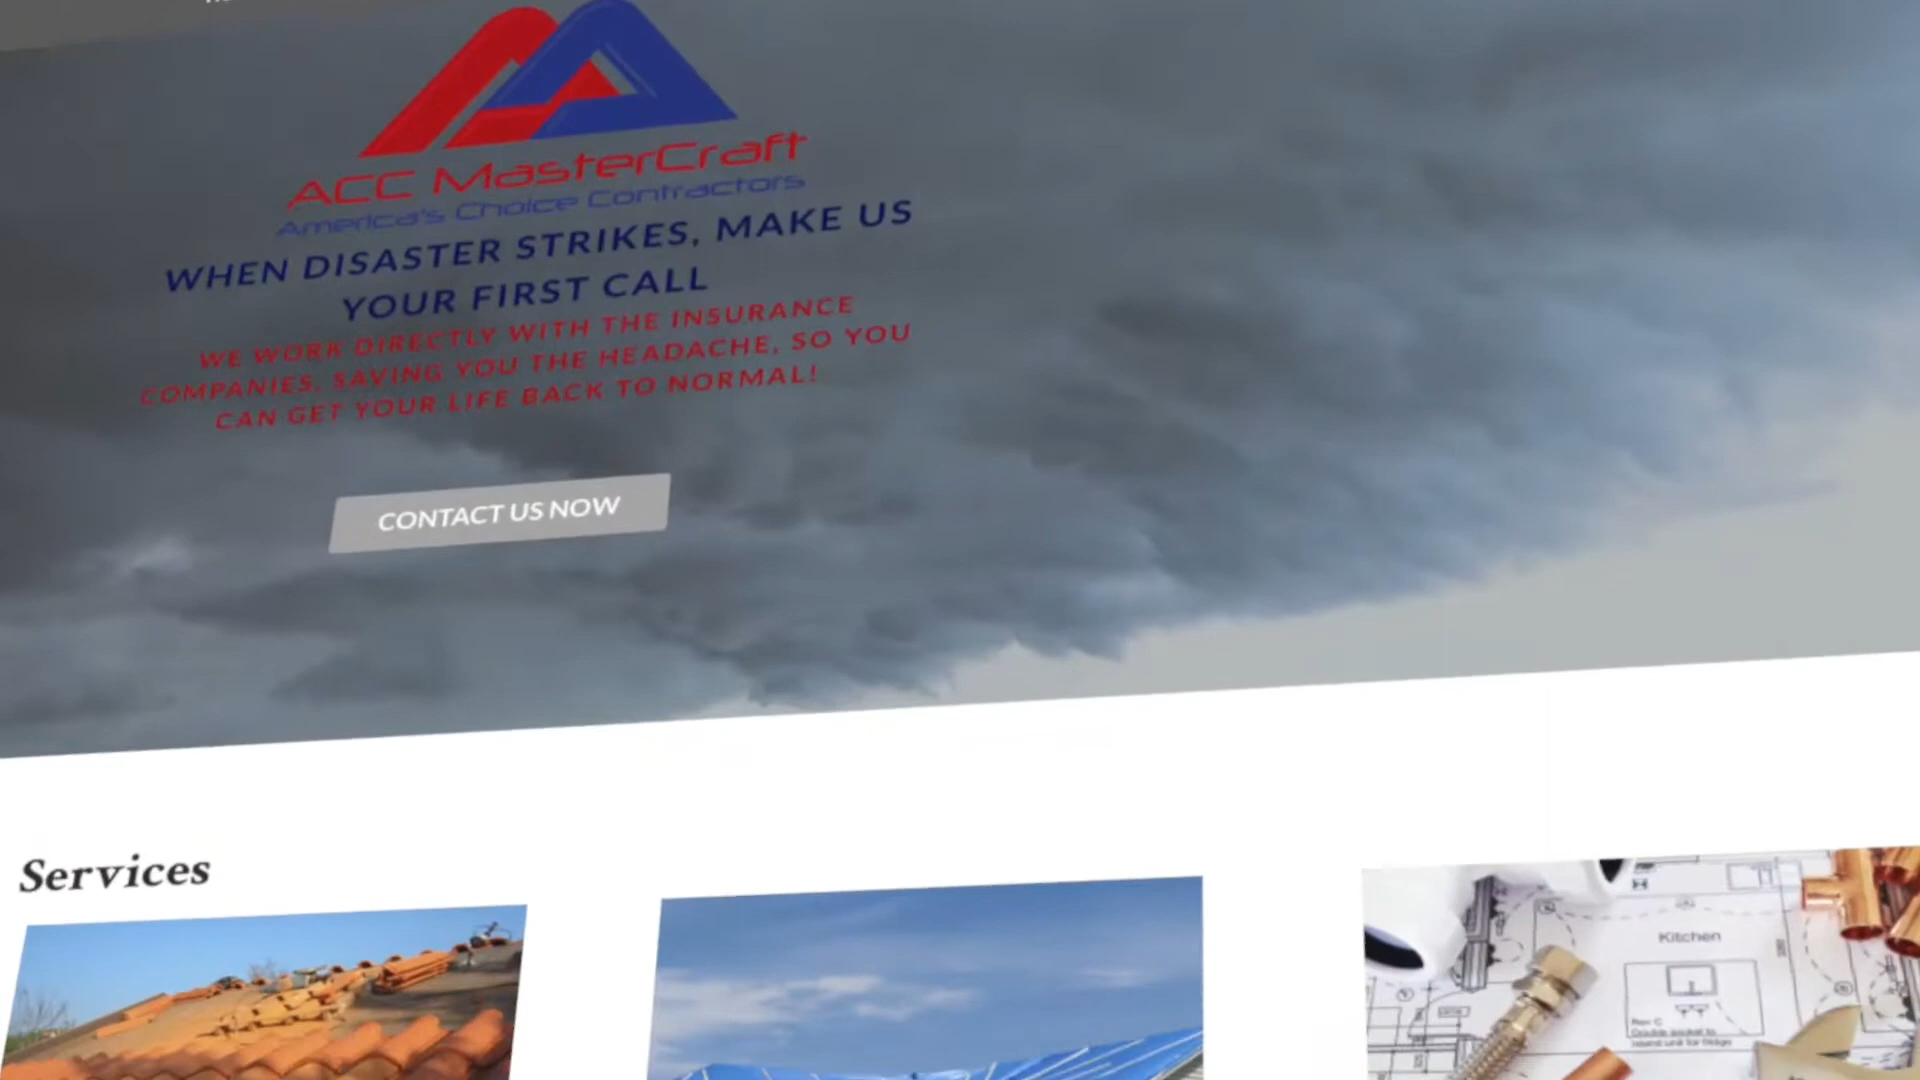 ACC MasterCraft
America's Choice Contractors
WHEN DISASTER STRIKES, MAKE US
YOUR FIRST CALL
WE WORK DIRECTLY WITH THE INSURANCE
COMPANIES, SAVING YOU THE HEADACHE, SO YOU
CAN GET YOUR LIFE BACK TO NORMAL!
CONTACT US NOW
Services
Kitchen